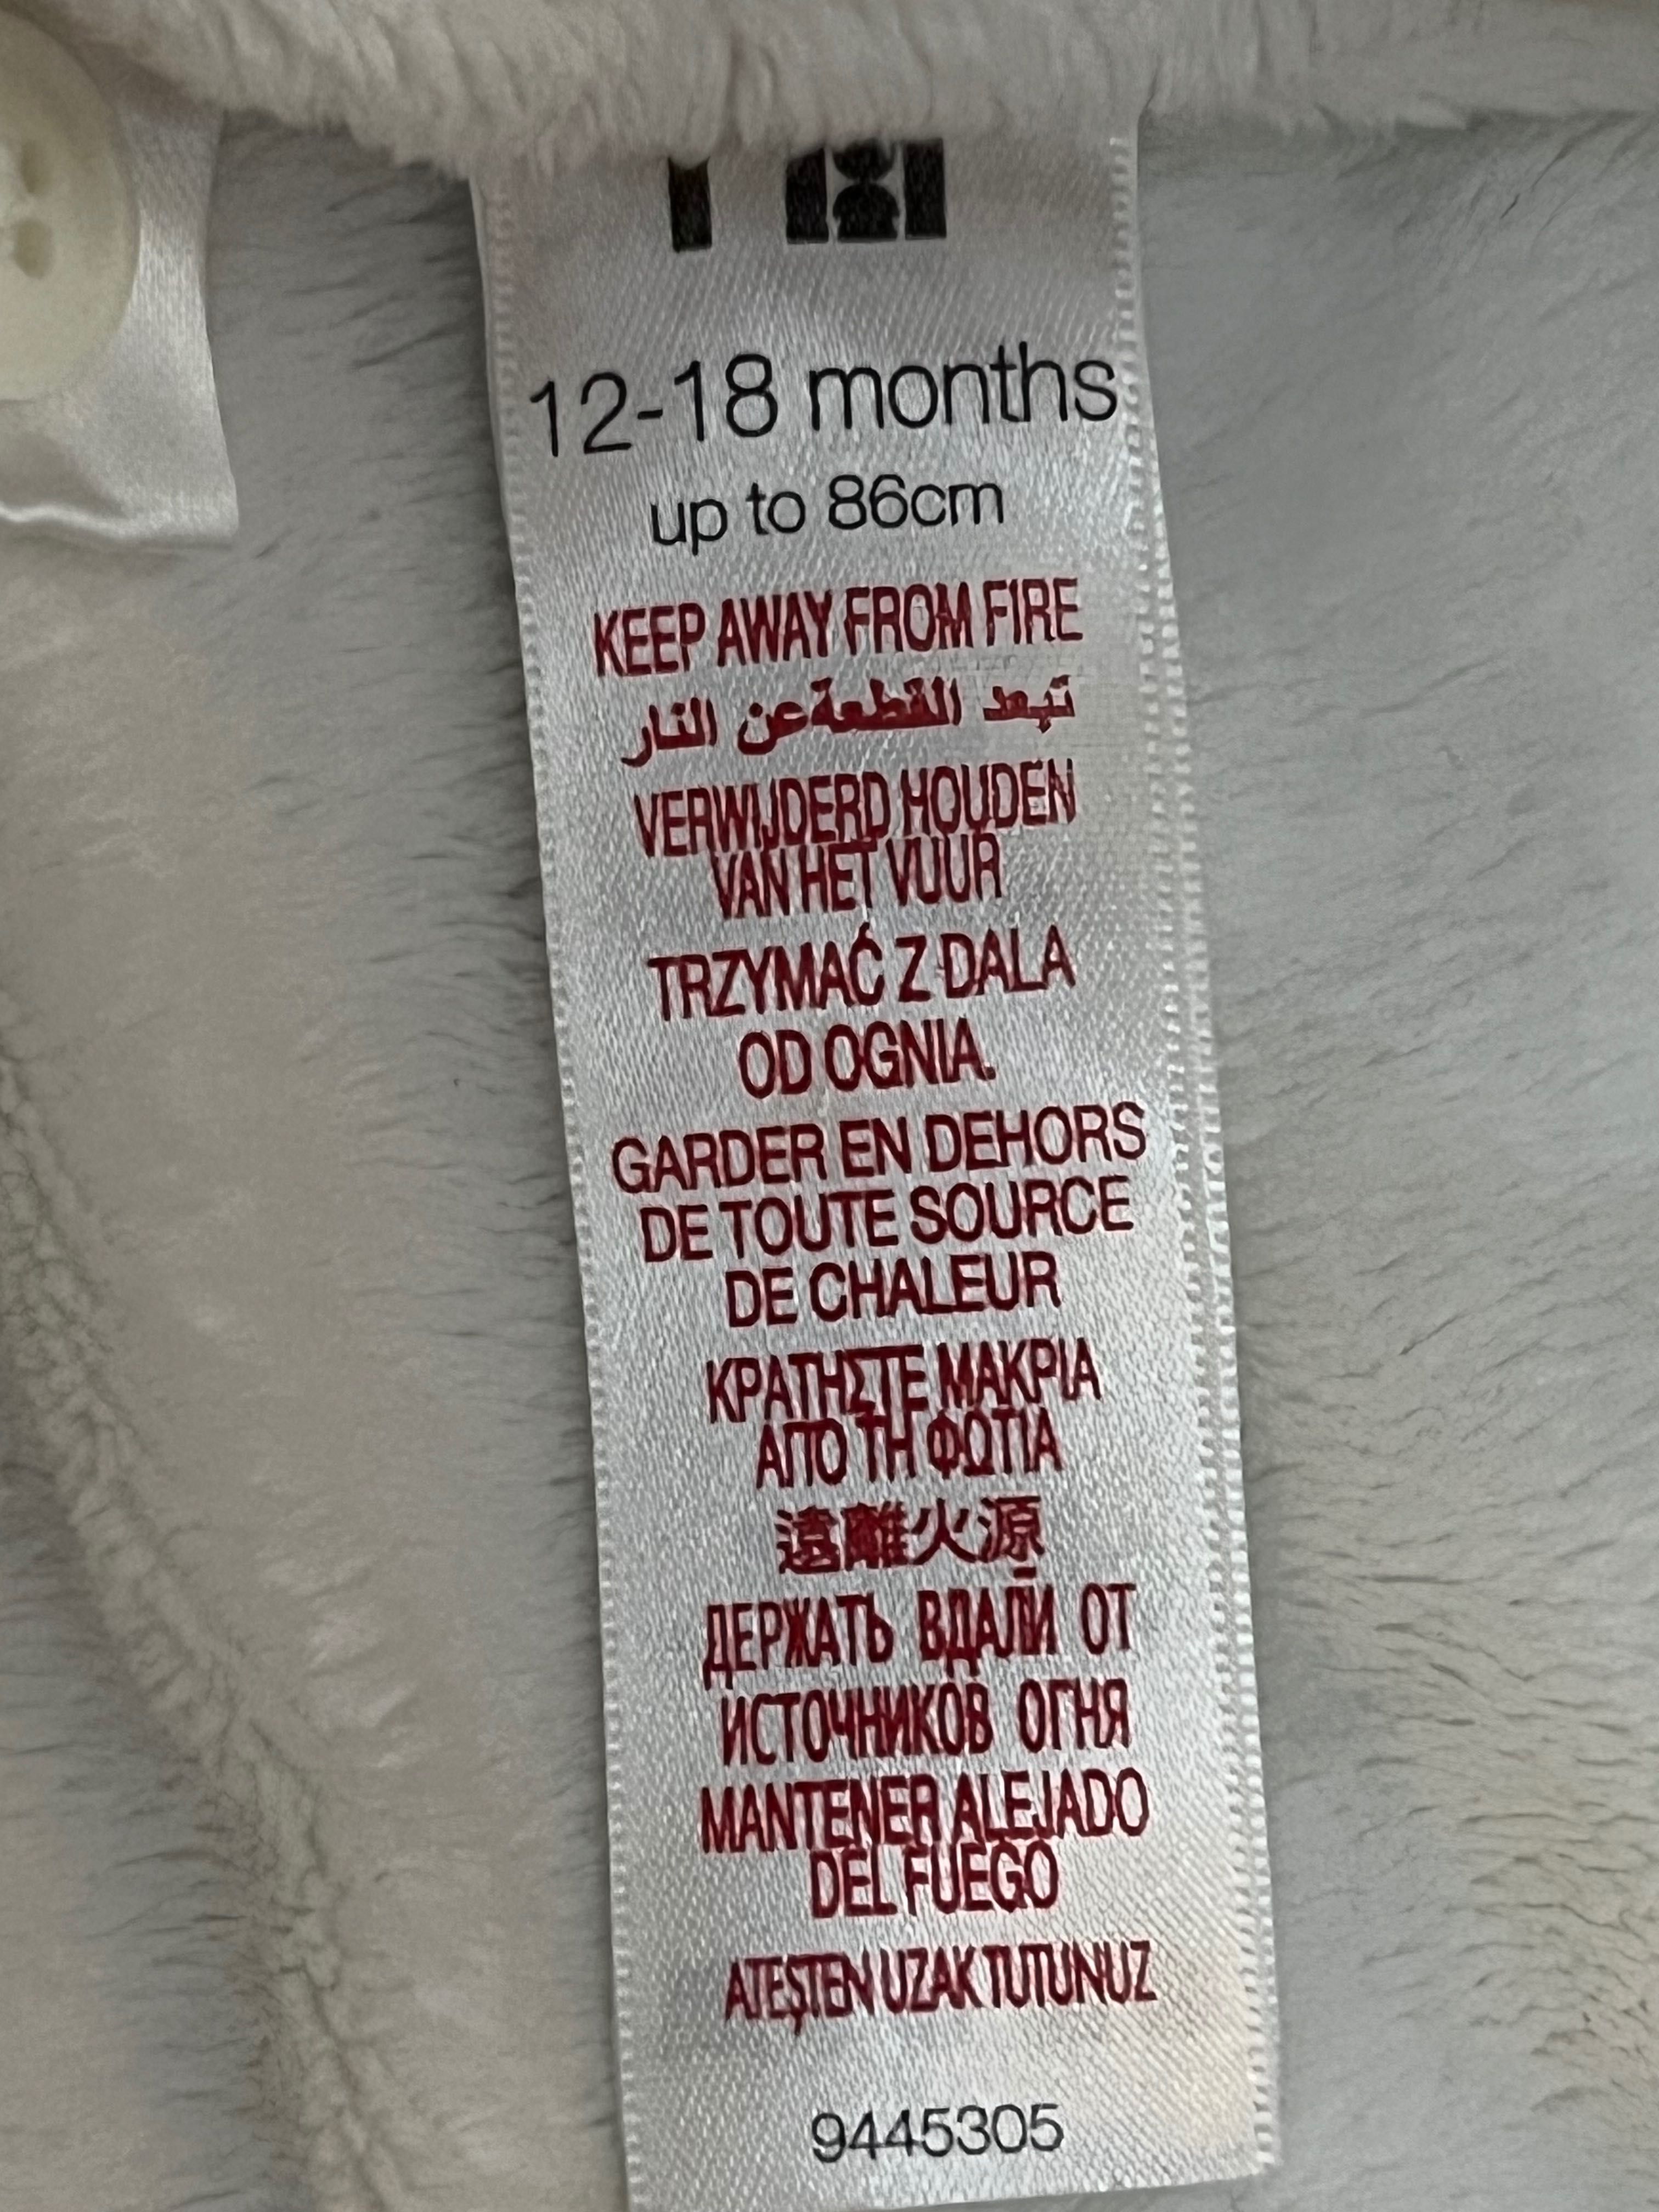 12-18 months
up to 86cm
KEEP AWAY FROM FIRE
تبعد القطعة عن النار
VERWIJDERD HOUDEN
VAN HET VUUR
TRZYMAĆ Z DALA
OD OGNIA.
GARDER EN DEHORS
DE TOUTE SOURCE
DE CHALEUR
ΚΡΑΤΗΣΤΕ ΜΑΚΡΙΑ
ΑΠΟ ΤΗ ΦΩΤΙΑ
遠離火源
ДЕРЖАТЬ ВДАЛИ ОТ
ИСТОЧНИКОВ ОГНЯ
MANTENER ALEJADO
DEL FUEGO
ATEŞTEN UZAK TUTUNUZ
9445305